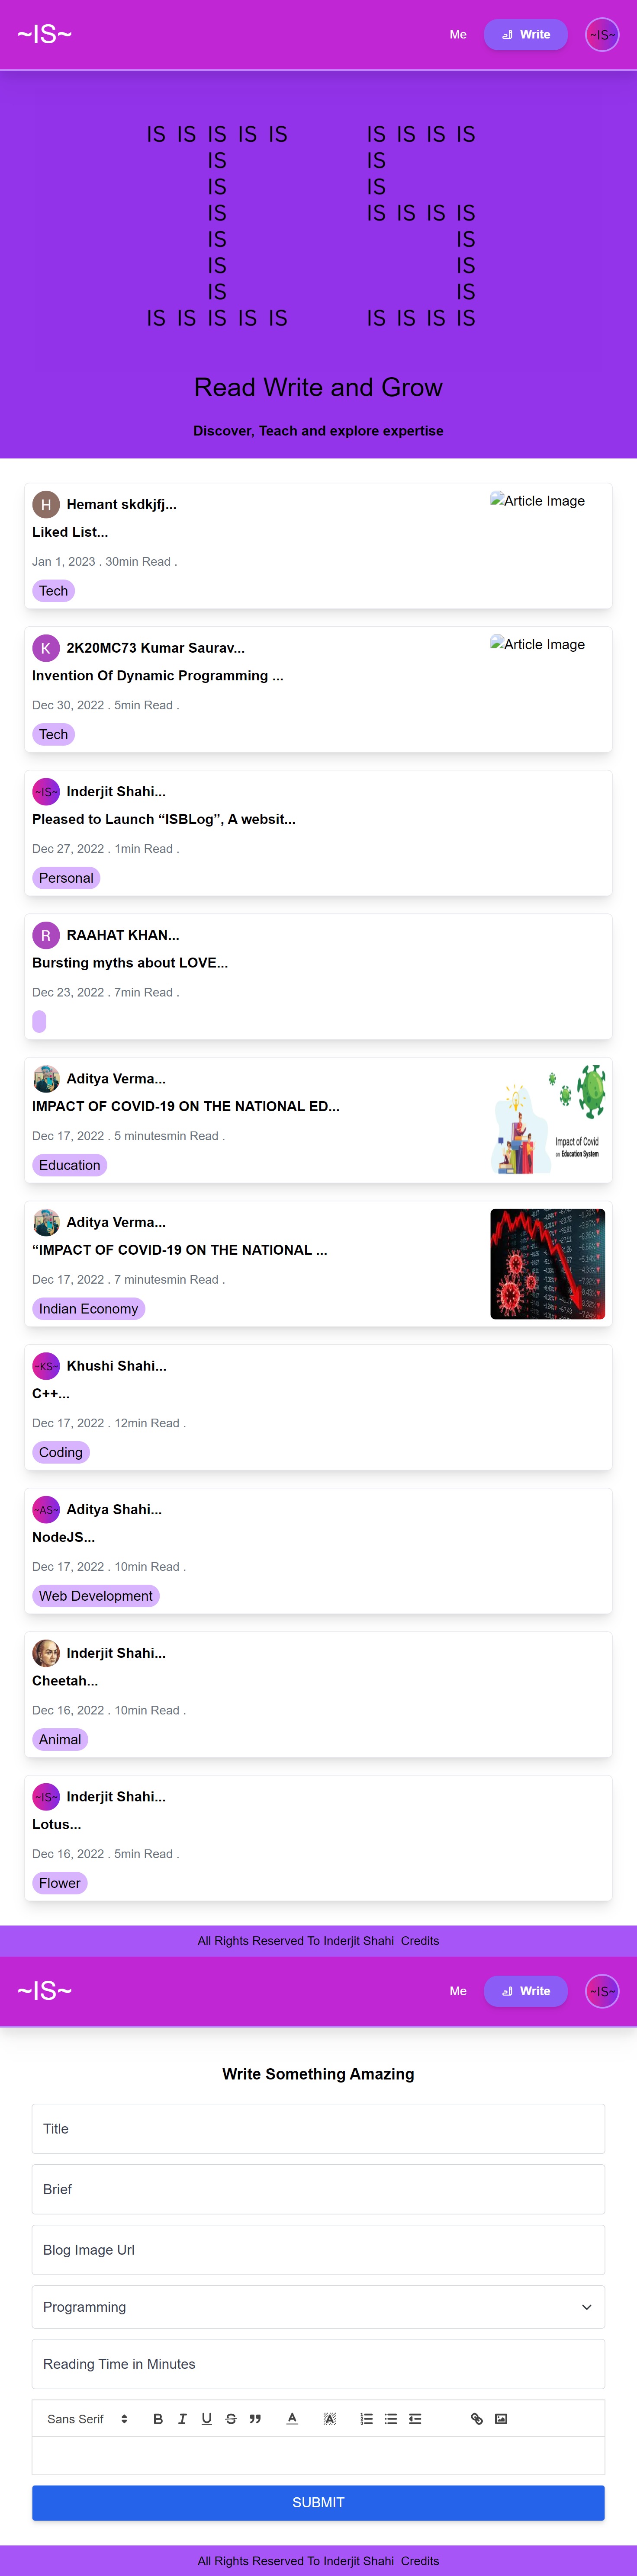 ~IS~
Me
Write
~IS~
IS IS IS IS IS IS IS IS IS
IS IS
IS IS
IS IS IS IS IS
IS IS
IS IS
IS IS
IS IS IS IS IS IS IS IS IS
Read Write and Grow
Discover, Teach and explore expertise
H Hemant skdkjfj...
Article Image
Liked List...
Jan 1, 2023 . 30min Read .
Tech
K 2K20MC73 Kumar Saurav...
Article Image
Invention Of Dynamic Programming ...
Dec 30, 2022 . 5min Read .
Tech
~IS~ Inderjit Shahi...
Pleased to Launch “ISBLog”, A websit...
Dec 27, 2022 . 1min Read .
Personal
R RAAHAT KHAN...
Bursting myths about LOVE...
Dec 23, 2022 . 7min Read .
Aditya Verma...
IMPACT OF COVID-19 ON THE NATIONAL ED...
Dec 17, 2022 . 5 minutesmin Read .
Education
Impact of Covid
on Education System
Aditya Verma...
“IMPACT OF COVID-19 ON THE NATIONAL ...
Dec 17, 2022 . 7 minutesmin Read .
Indian Economy
~KS~ Khushi Shahi...
C++...
Dec 17, 2022 . 12min Read .
Coding
~AS~ Aditya Shahi...
NodeJS...
Dec 17, 2022 . 10min Read .
Web Development
Inderjit Shahi...
Cheetah...
Dec 16, 2022 . 10min Read .
Animal
~IS~ Inderjit Shahi...
Lotus...
Dec 16, 2022 . 5min Read .
Flower
All Rights Reserved To Inderjit Shahi Credits
~IS~
Me
Write
~IS~
Write Something Amazing
Title
Brief
Blog Image Url
Programming
Reading Time in Minutes
Sans Serif
SUBMIT
All Rights Reserved To Inderjit Shahi Credits